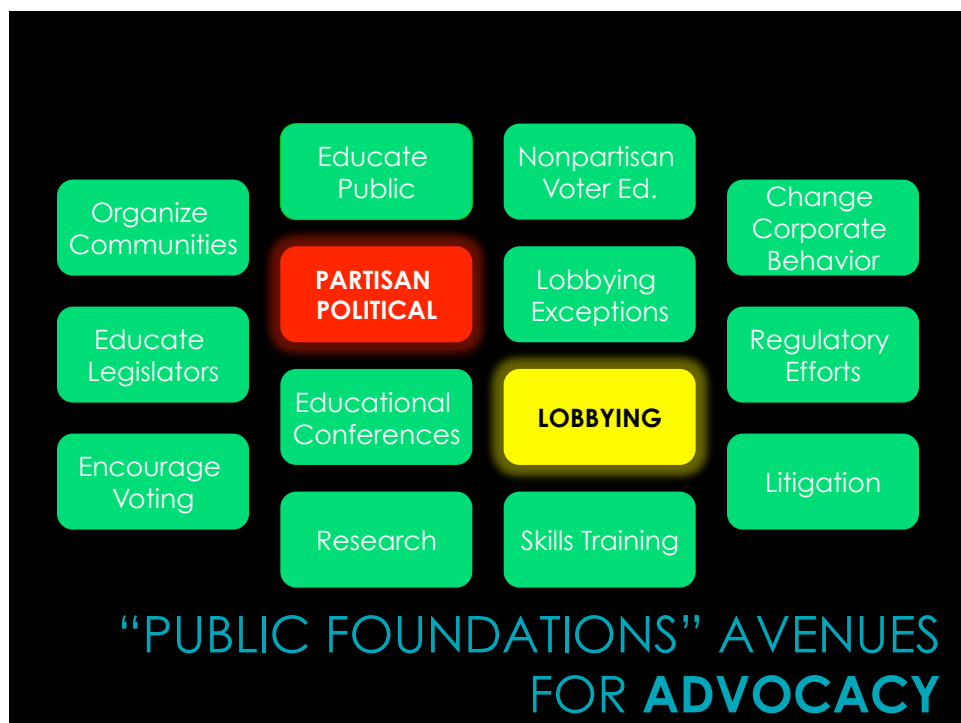 Organize
Communities
Educate
Legislators
Encourage
Voting
Educate
Public
PARTISAN
POLITICAL
Educational
Conferences
Research
Nonpartisan
Voter Ed.
Lobbying
Exceptions
LOBBYING
Skills Training
Change
Corporate
Behavior
Regulatory
Efforts
Litigation
“PUBLIC FOUNDATIONS” AVENUES
FOR ADVOCACY